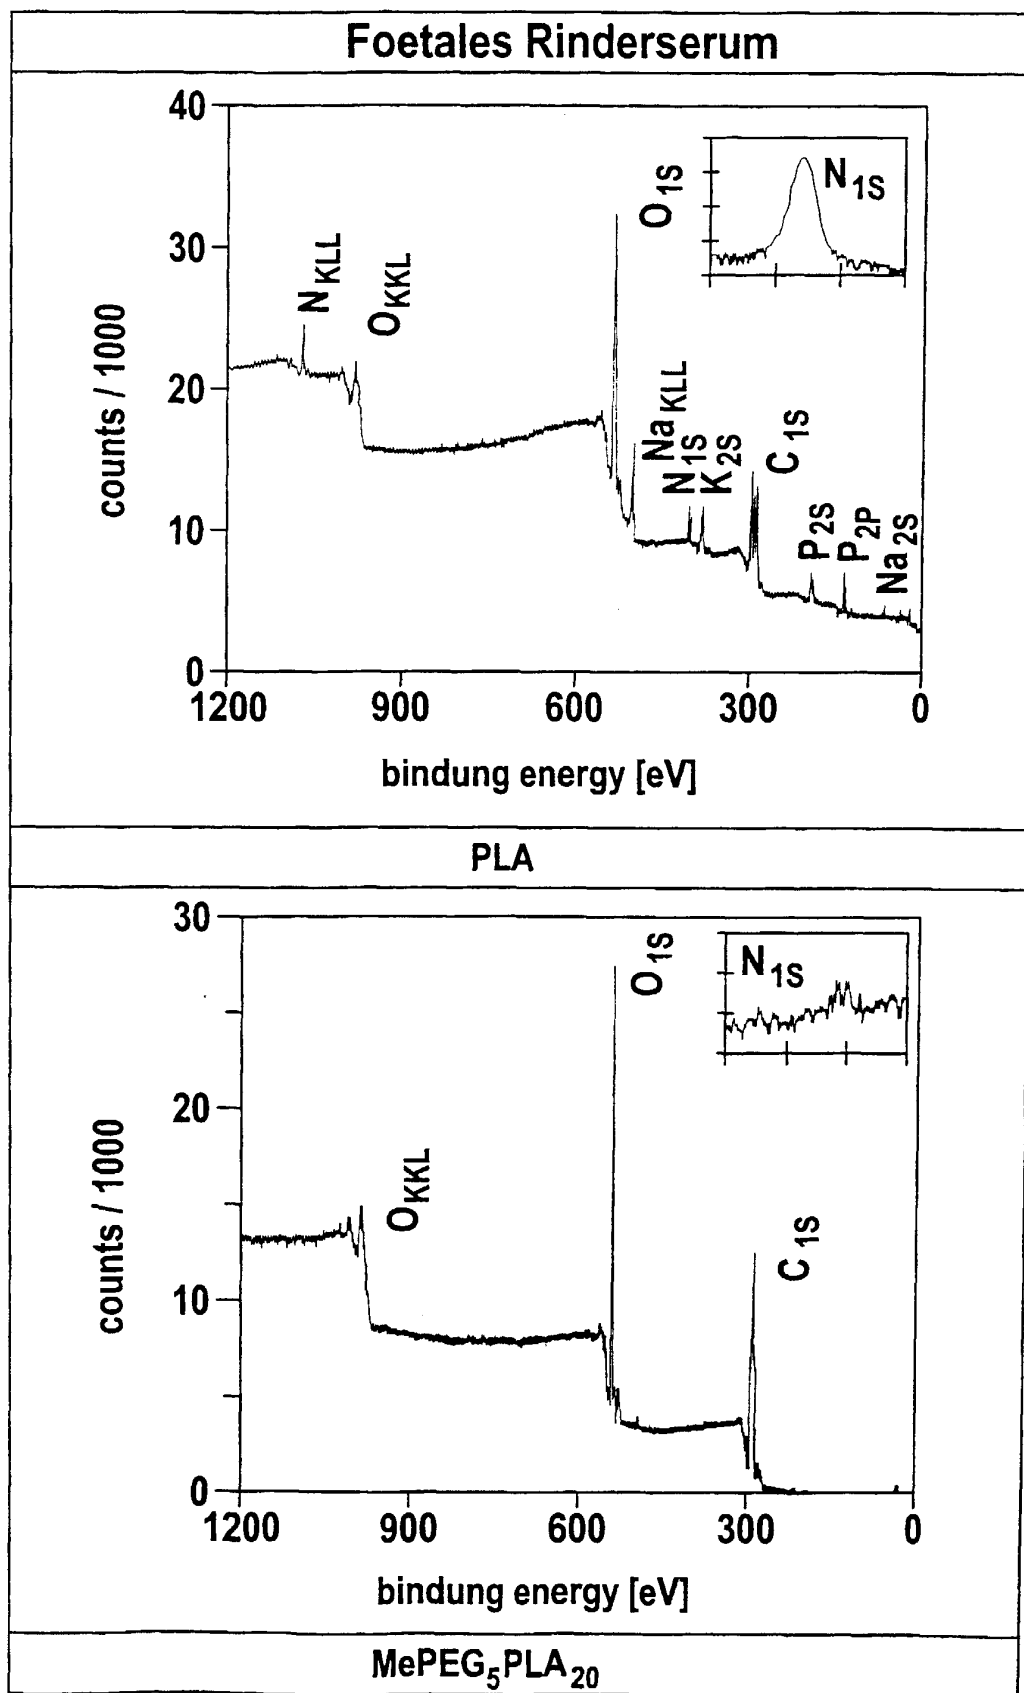 Foetales Rinderserum
40
30
20
10
0
counts / 1000
N KLL
O KKL
O 1S
Na KLL
N 1S
K 2S
C 1S
P 2S
P 2P
Na 2S
N 1S
1200 900 600 300 0
bindung energy [eV]
PLA
30
20
10
0
counts / 1000
O KKL
O 1S
C 1S
N 1S
1200 900 600 300 0
bindung energy [eV]
MePEG5PLA20